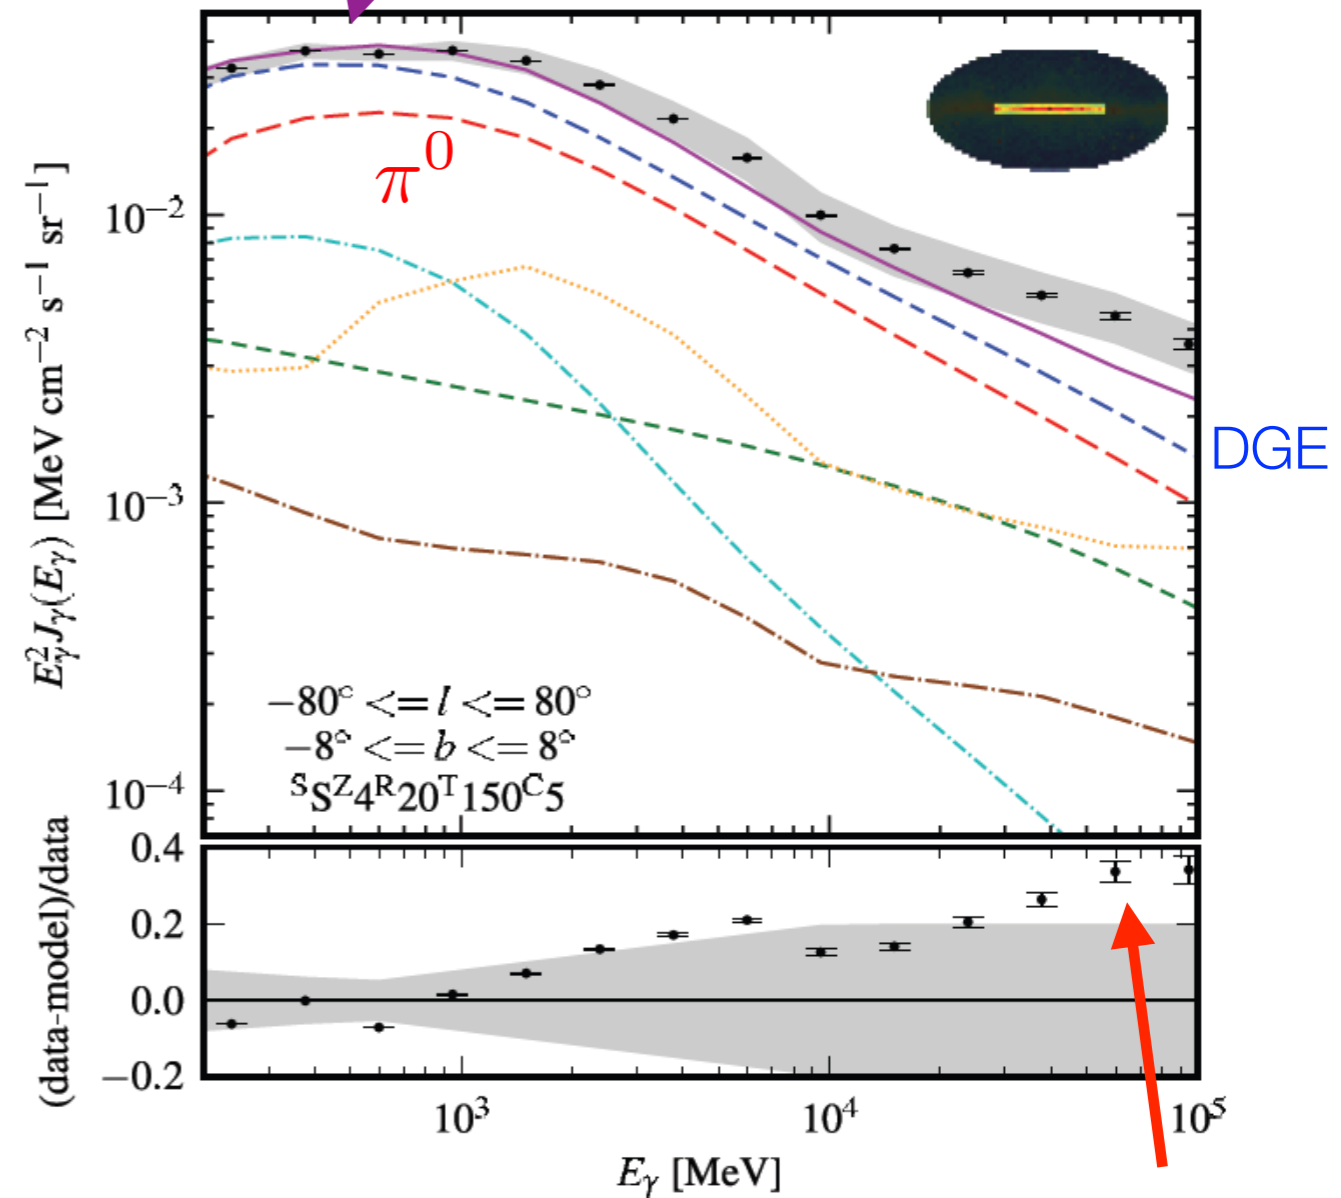 π⁰
10⁻²
DGE
10⁻³
10⁻⁴
E²γJγ(Eγ) [MeV cm⁻² s⁻¹ sr⁻¹]
−80° <= l <= 80°
−8° <= b <= 8°
ˢSᶻ4ᴿ20ᵀ150ᶜ5
(data-model)/data
0.4
0.2
0.0
−0.2
10³ 10⁴ 10⁵
Eγ [MeV]